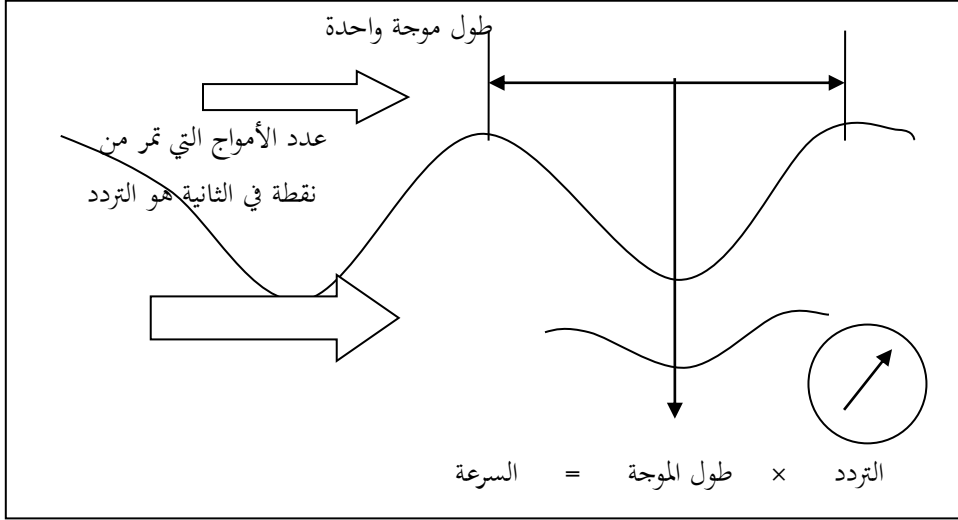 طول موجة واحدة
عدد الأمواج التي تمر من
نقطة في الثانية هو التردد
التردد × طول الموجة = السرعة